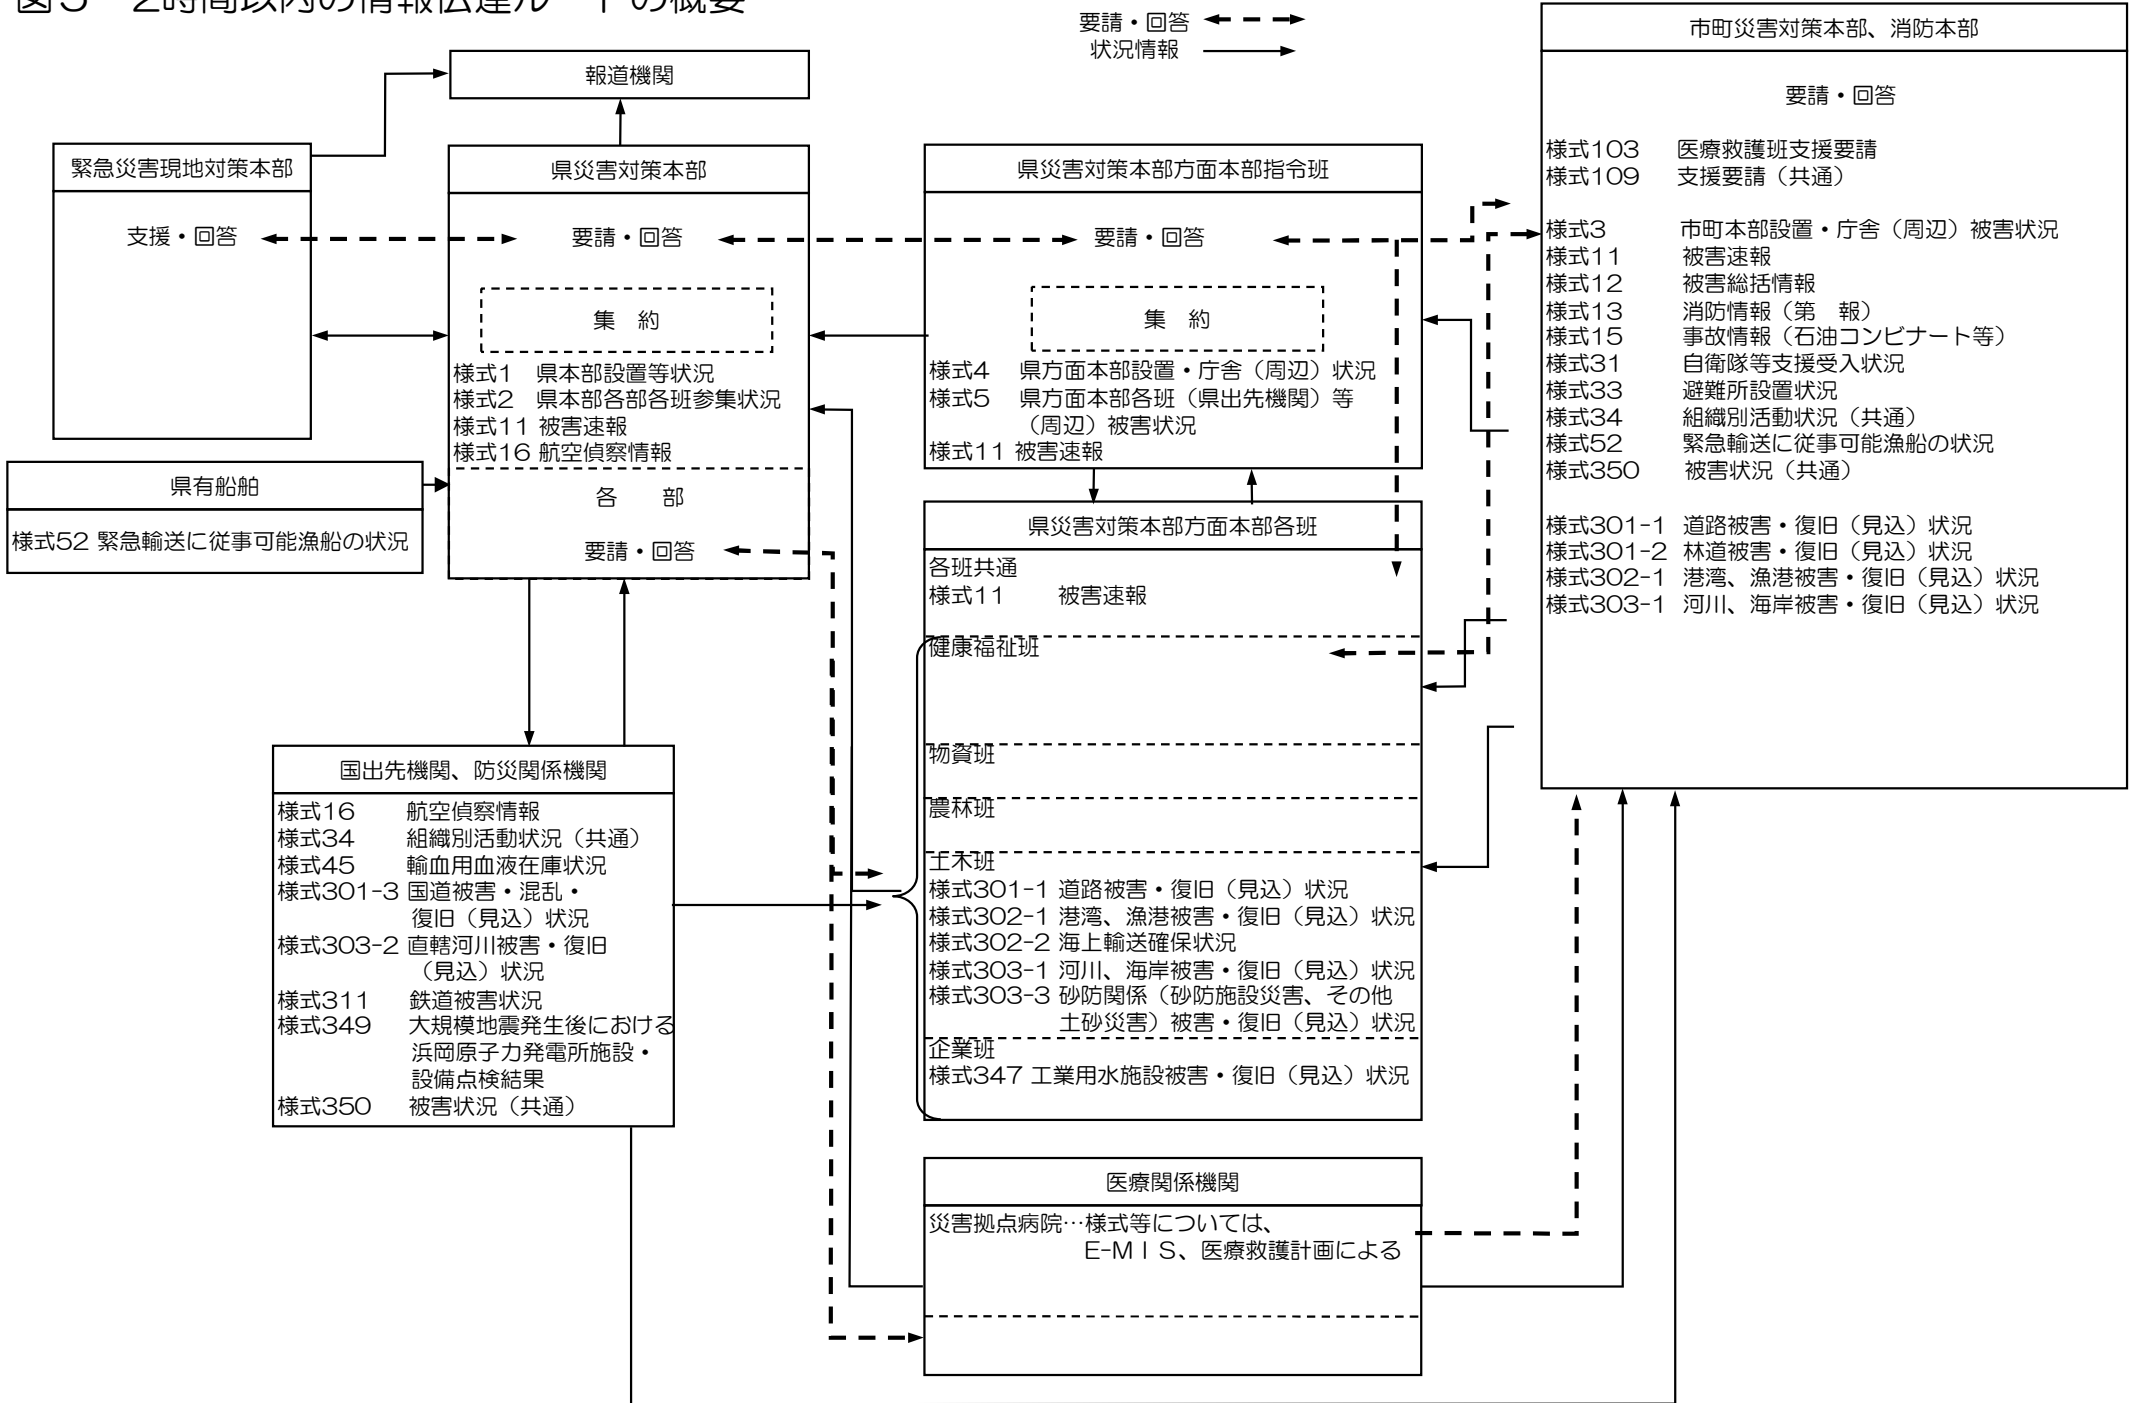 図3　2時間以内の情報伝達ルートの概要
要請・回答
状況情報
報道機関
緊急災害現地対策本部
支援・回答
県災害対策本部
要請・回答
集　約
様式1　県本部設置等状況
様式2　県本部各部各班参集状況
様式11 被害速報
様式16 航空偵察情報
各　　部
要請・回答
県有船舶
様式52 緊急輸送に従事可能漁船の状況
国出先機関、防災関係機関
様式16　航空偵察情報
様式34　組織別活動状況（共通）
様式45　輸血用血液在庫状況
様式301-3 国道被害・混乱・
復旧（見込）状況
様式303-2 直轄河川被害・復旧
（見込）状況
様式311　鉄道被害状況
様式349　大規模地震発生後における
浜岡原子力発電所施設・
設備点検結果
様式350　被害状況（共通）
県災害対策本部方面本部指令班
要請・回答
集　約
様式4　県方面本部設置・庁舎（周辺）状況
様式5　県方面本部各班（県出先機関）等
（周辺）被害状況
様式11 被害速報
県災害対策本部方面本部各班
各班共通
様式11　被害速報
健康福祉班
物資班
農林班
土木班
様式301-1 道路被害・復旧（見込）状況
様式302-1 港湾、漁港被害・復旧（見込）状況
様式302-2 海上輸送確保状況
様式303-1 河川、海岸被害・復旧（見込）状況
様式303-3 砂防関係（砂防施設災害、その他
土砂災害）被害・復旧（見込）状況
企業班
様式347 工業用水施設被害・復旧（見込）状況
医療関係機関
災害拠点病院…様式等については、
E-MＩS、医療救護計画による
市町災害対策本部、消防本部
要請・回答
様式103　医療救護班支援要請
様式109　支援要請（共通）
様式3　市町本部設置・庁舎（周辺）被害状況
様式11　被害速報
様式12　被害総括情報
様式13　消防情報（第　報）
様式15　事故情報（石油コンビナート等）
様式31　自衛隊等支援受入状況
様式33　避難所設置状況
様式34　組織別活動状況（共通）
様式52　緊急輸送に従事可能漁船の状況
様式350　被害状況（共通）
様式301-1 道路被害・復旧（見込）状況
様式301-2 林道被害・復旧（見込）状況
様式302-1 港湾、漁港被害・復旧（見込）状況
様式303-1 河川、海岸被害・復旧（見込）状況